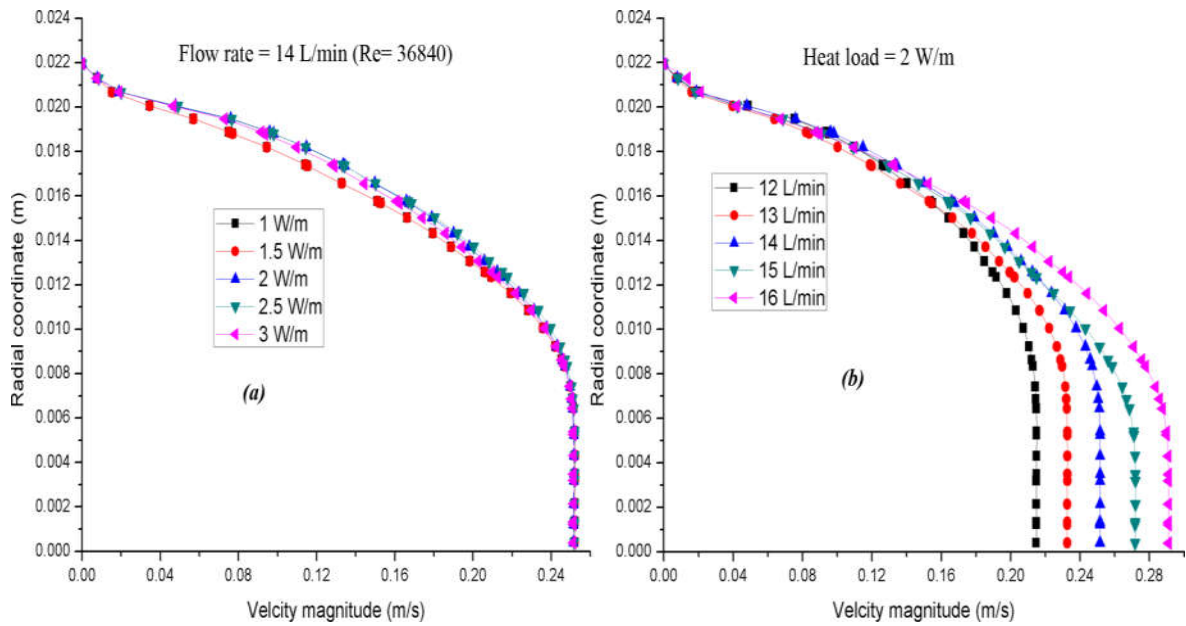 0.024
0.022
0.020
0.018
0.016
0.014
0.012
0.010
0.008
0.006
0.004
0.002
0.000
Radial coordinate (m)
Flow rate = 14 L/min (Re= 36840)
1 W/m
1.5 W/m
2 W/m
2.5 W/m
3 W/m
(a)
0.00 0.04 0.08 0.12 0.16 0.20 0.24
Velcity magnitude (m/s)
0.024
0.022
0.020
0.018
0.016
0.014
0.012
0.010
0.008
0.006
0.004
0.002
0.000
Radial coordinate (m)
Heat load = 2 W/m
12 L/min
13 L/min
14 L/min
15 L/min
16 L/min
(b)
0.00 0.04 0.08 0.12 0.16 0.20 0.24 0.28
Velcity magnitude (m/s)